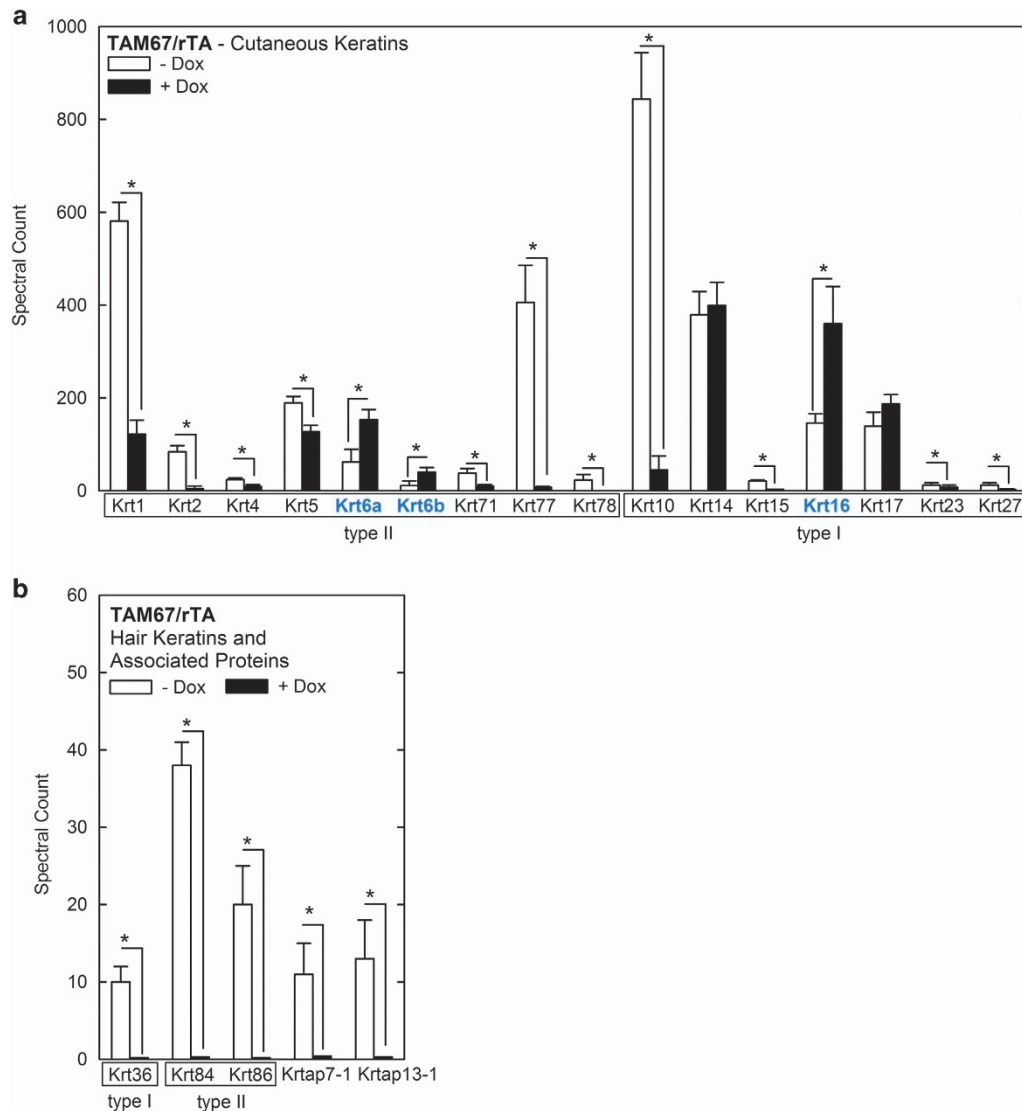 a
1000
TAM67/rTA - Cutaneous Keratins
- Dox
+ Dox
800
600
400
200
0
Spectral Count
* * * * * * * * * * * * * *
Krt1 Krt2 Krt4 Krt5 Krt6a Krt6b Krt71 Krt77 Krt78 Krt10 Krt14 Krt15 Krt16 Krt17 Krt23 Krt27
type II type I
b
60
TAM67/rTA
Hair Keratins and
Associated Proteins
- Dox + Dox
50
40
30
20
10
0
Spectral Count
* * * * *
Krt36 Krt84 Krt86 Krtap7-1 Krtap13-1
type I type II